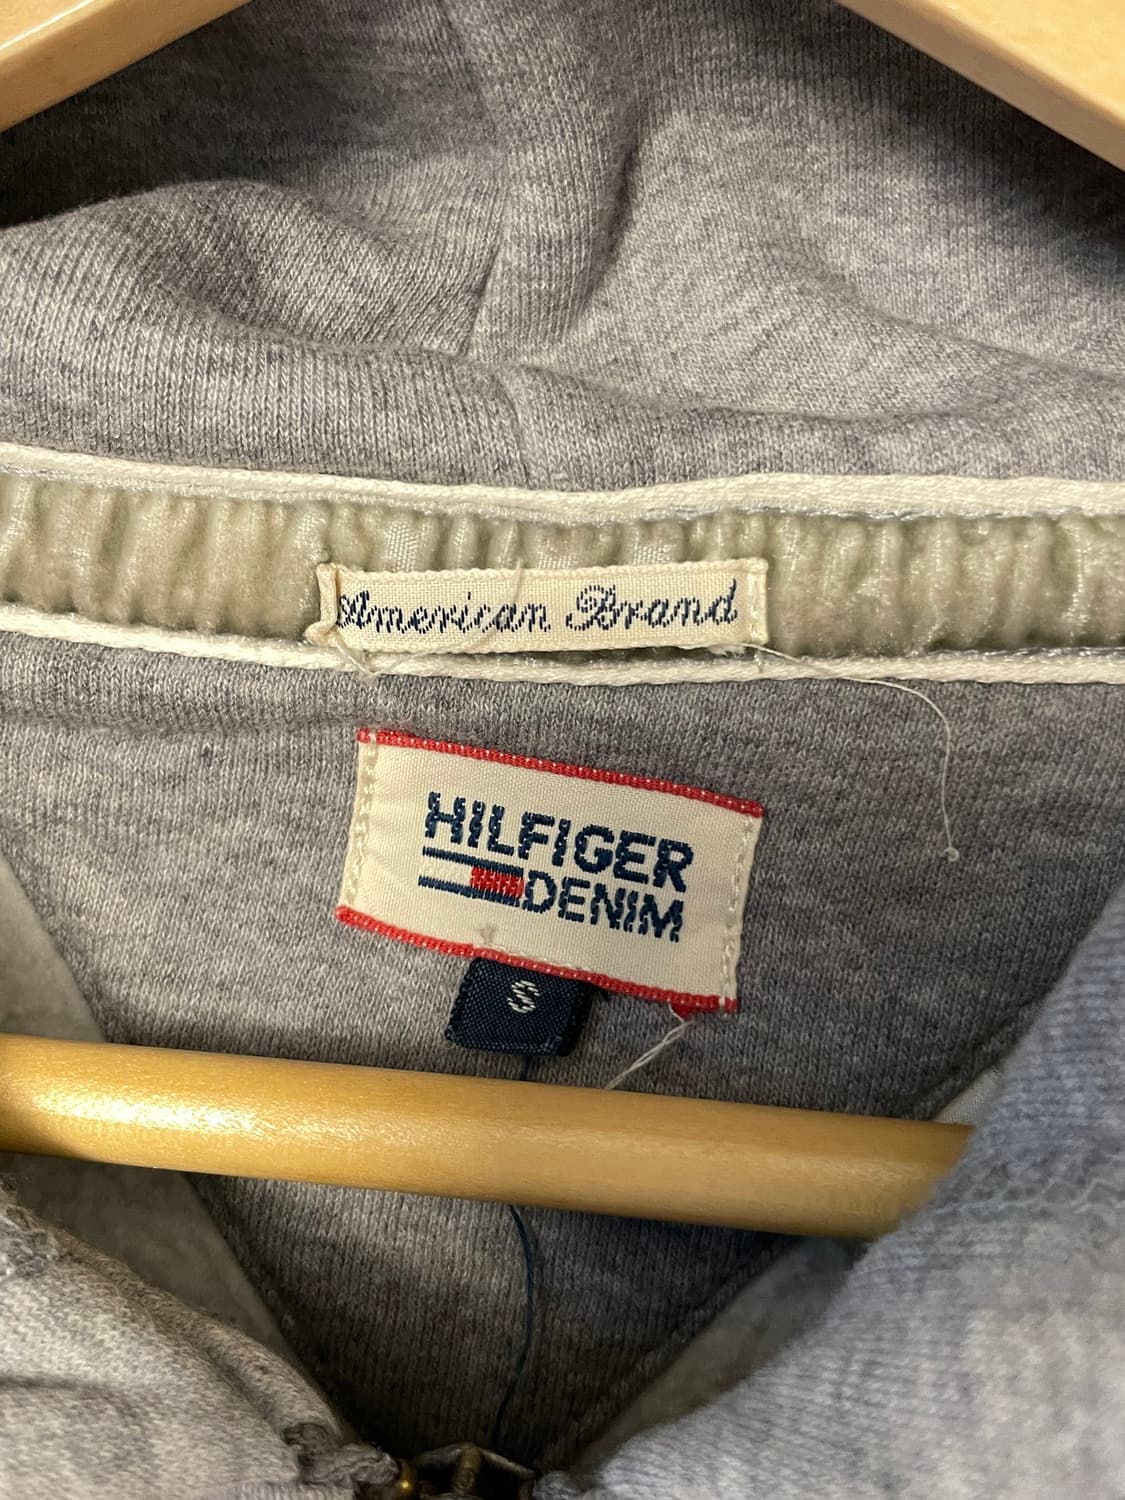 American Brand
HILFIGER
DENIM
S